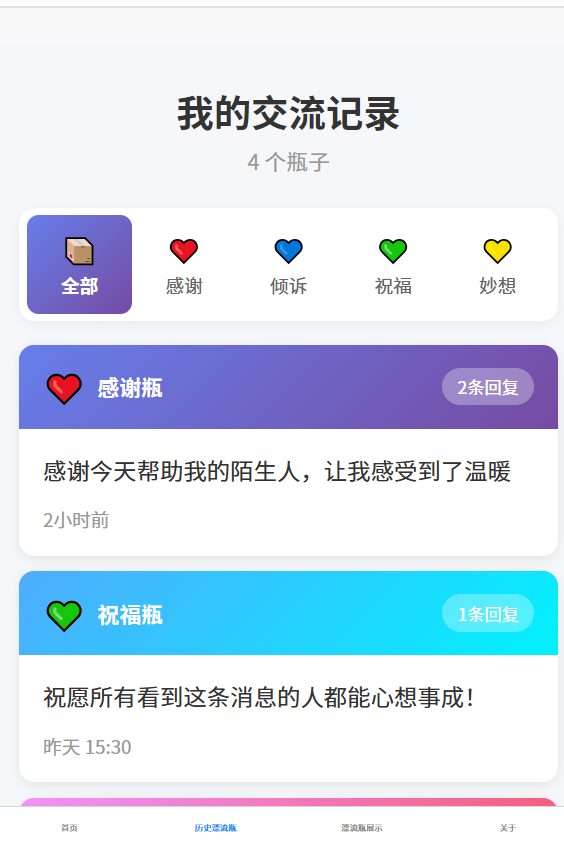 我的交流记录
4 个瓶子
全部 感谢 倾诉 祝福 妙想
感谢瓶 2条回复
感谢今天帮助我的陌生人，让我感受到了温暖
2小时前
祝福瓶 1条回复
祝愿所有看到这条消息的人都能心想事成！
昨天 15:30
首页 历史漂流瓶 漂流瓶展示 关于